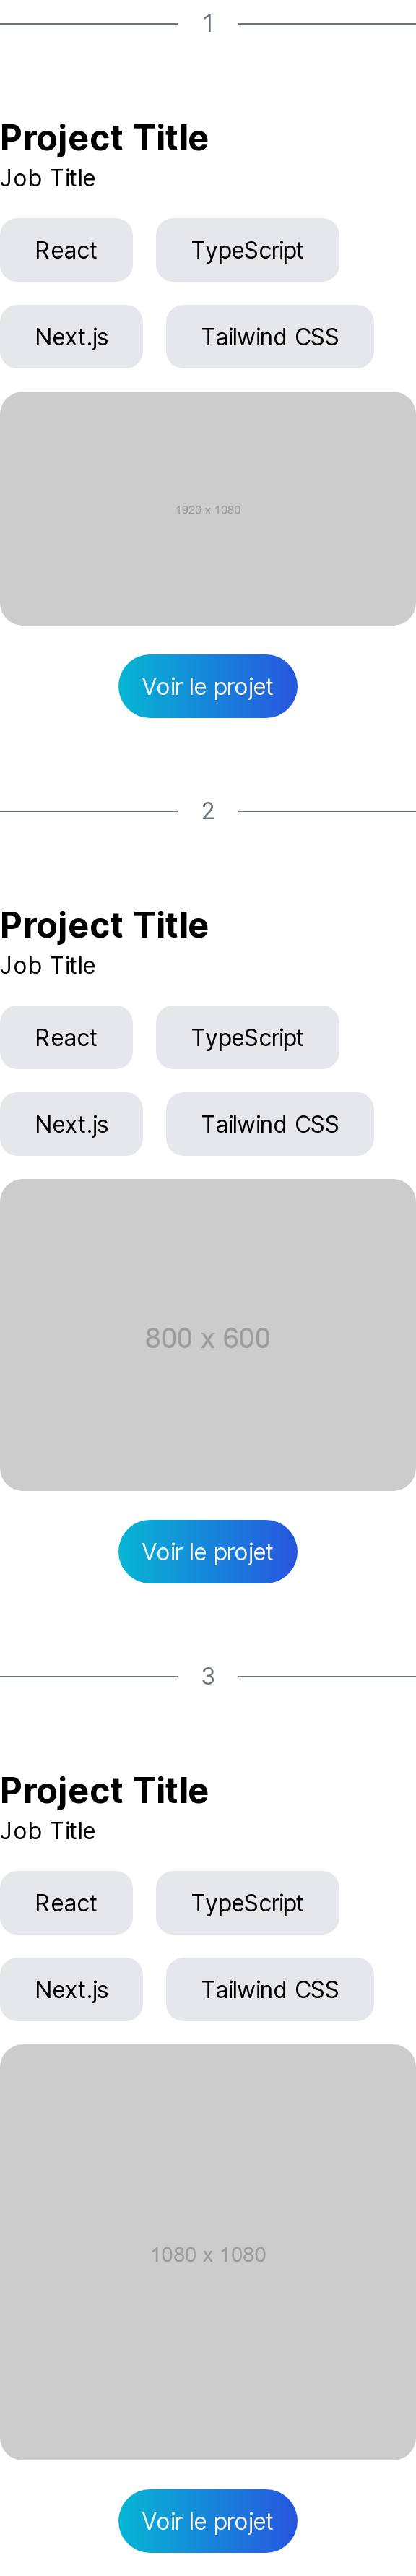 1
Project Title
Job Title
React TypeScript
Next.js Tailwind CSS
1920 x 1080
Voir le projet
2
Project Title
Job Title
React TypeScript
Next.js Tailwind CSS
800 x 600
Voir le projet
3
Project Title
Job Title
React TypeScript
Next.js Tailwind CSS
1080 x 1080
Voir le projet